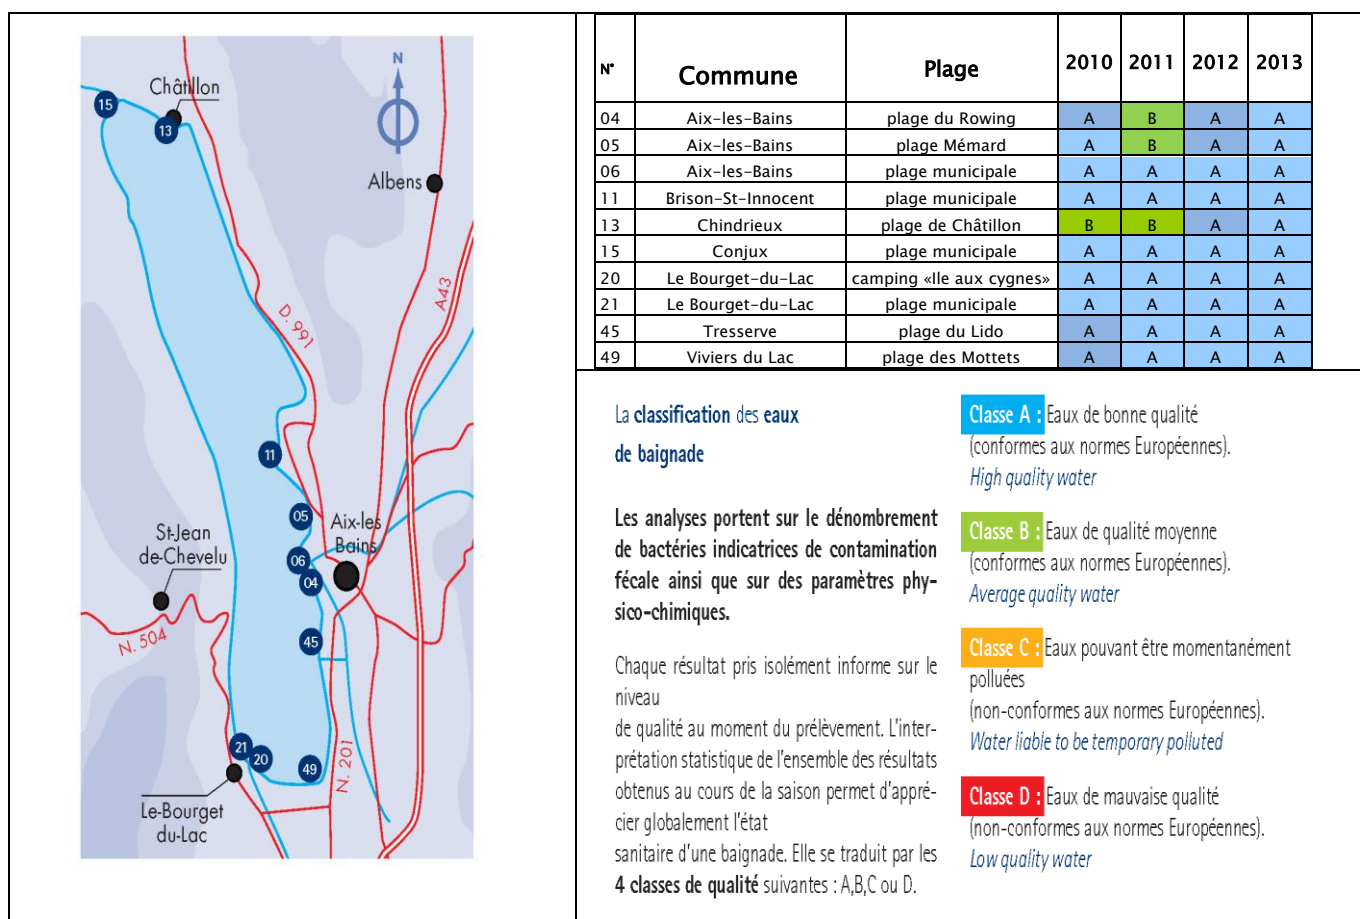 N
Châtillon
15
13
Albens
A43
D. 991
11
05
Aix-les
Bains
St-Jean
de-Chevelu
06
04
N. 504
45
21
20
49
N. 201
Le-Bourget
du-Lac
N° Commune Plage 2010 2011 2012 2013
04 Aix-les-Bains plage du Rowing A B A A
05 Aix-les-Bains plage Mémard A B A A
06 Aix-les-Bains plage municipale A A A A
11 Brison-St-Innocent plage municipale A A A A
13 Chindrieux plage de Châtillon B B A A
15 Conjux plage municipale A A A A
20 Le Bourget-du-Lac camping «Ile aux cygnes» A A A A
21 Le Bourget-du-Lac plage municipale A A A A
45 Tresserve plage du Lido A A A A
49 Viviers du Lac plage des Mottets A A A A
La classification des eaux
de baignade
Les analyses portent sur le dénombrement
de bactéries indicatrices de contamination
fécale ainsi que sur des paramètres phy-
sico-chimiques.
Chaque résultat pris isolément informe sur le
niveau
de qualité au moment du prélèvement. L'inter-
prétation statistique de l'ensemble des résultats
obtenus au cours de la saison permet d'appré-
cier globalement l'état
sanitaire d'une baignade. Elle se traduit par les
4 classes de qualité suivantes : A,B,C ou D.
Classe A : Eaux de bonne qualité
(conformes aux normes Européennes).
High quality water
Classe B : Eaux de qualité moyenne
(conformes aux normes Européennes).
Average quality water
Classe C : Eaux pouvant être momentanément
polluées
(non-conformes aux normes Européennes).
Water liable to be temporary polluted
Classe D : Eaux de mauvaise qualité
(non-conformes aux normes Européennes).
Low quality water